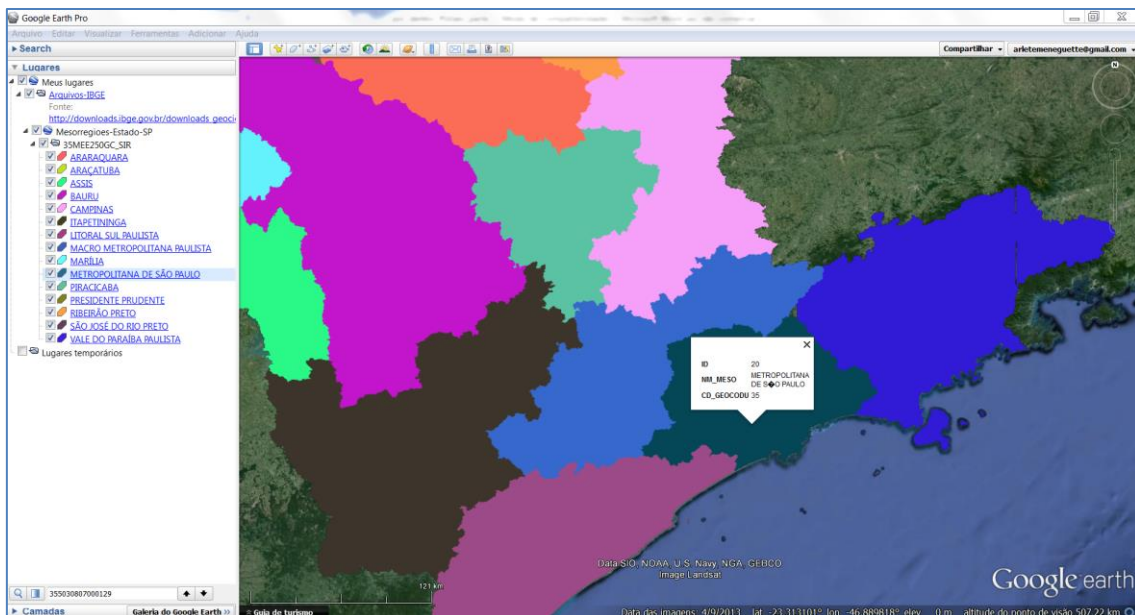 Google Earth Pro
Arquivo Editar Visualizar Ferramentas Adicionar Ajuda
Search
Compartilhar
arletemeneguette@gmail.com
Lugares
Meus lugares
Arquivos-IBGE
Fonte:
http://downloads.ibge.gov.br/downloads_geoci
Mesorregioes-Estado-SP
35MEE250GC_SIR
ARARAQUARA
ARAÇATUBA
ASSIS
BAURU
CAMPINAS
ITAPETININGA
LITORAL SUL PAULISTA
MACRO METROPOLITANA PAULISTA
MARÍLIA
METROPOLITANA DE SÃO PAULO
PIRACICABA
PRESIDENTE PRUDENTE
RIBEIRÃO PRETO
SÃO JOSÉ DO RIO PRETO
VALE DO PARAÍBA PAULISTA
Lugares temporários
N
ID 20
NM_MESO METROPOLITANA
DE S�O PAULO
CD_GEOCODU 35
Data SIO, NOAA, U.S. Navy, NGA, GEBCO
Image Landsat
121 km
Google earth
355030807000129
Camadas
Galeria do Google Earth >>
Guia de turismo
Data das imagens: 4/9/2013 lat. -23.313101° lon. -46.889818° elev. 0 m altitude do ponto de visão 507.22 km